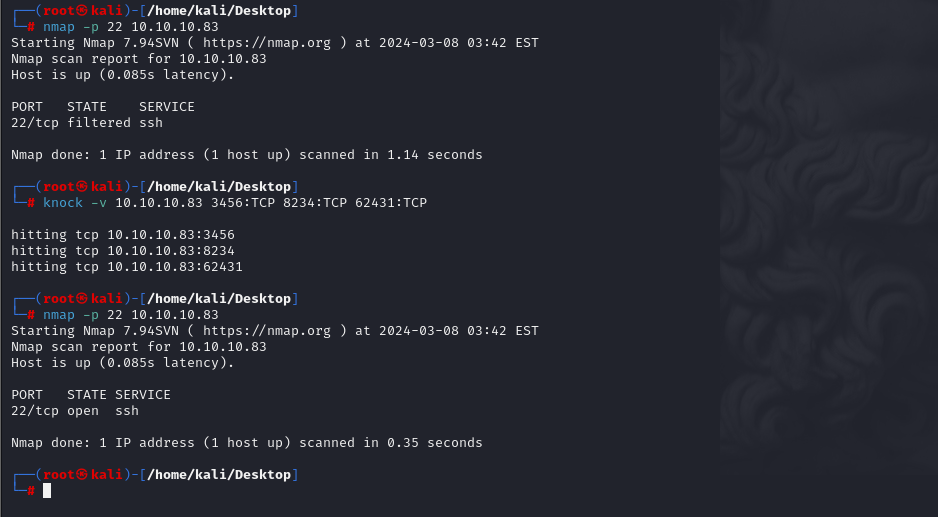 ┌──(root㉿kali)-[/home/kali/Desktop]
└─# nmap -p 22 10.10.10.83
Starting Nmap 7.94SVN ( https://nmap.org ) at 2024-03-08 03:42 EST
Nmap scan report for 10.10.10.83
Host is up (0.085s latency).
PORT   STATE    SERVICE
22/tcp filtered ssh
Nmap done: 1 IP address (1 host up) scanned in 1.14 seconds
┌──(root㉿kali)-[/home/kali/Desktop]
└─# knock -v 10.10.10.83 3456:TCP 8234:TCP 62431:TCP
hitting tcp 10.10.10.83:3456
hitting tcp 10.10.10.83:8234
hitting tcp 10.10.10.83:62431
┌──(root㉿kali)-[/home/kali/Desktop]
└─# nmap -p 22 10.10.10.83
Starting Nmap 7.94SVN ( https://nmap.org ) at 2024-03-08 03:42 EST
Nmap scan report for 10.10.10.83
Host is up (0.085s latency).
PORT   STATE SERVICE
22/tcp open  ssh
Nmap done: 1 IP address (1 host up) scanned in 0.35 seconds
┌──(root㉿kali)-[/home/kali/Desktop]
└─#